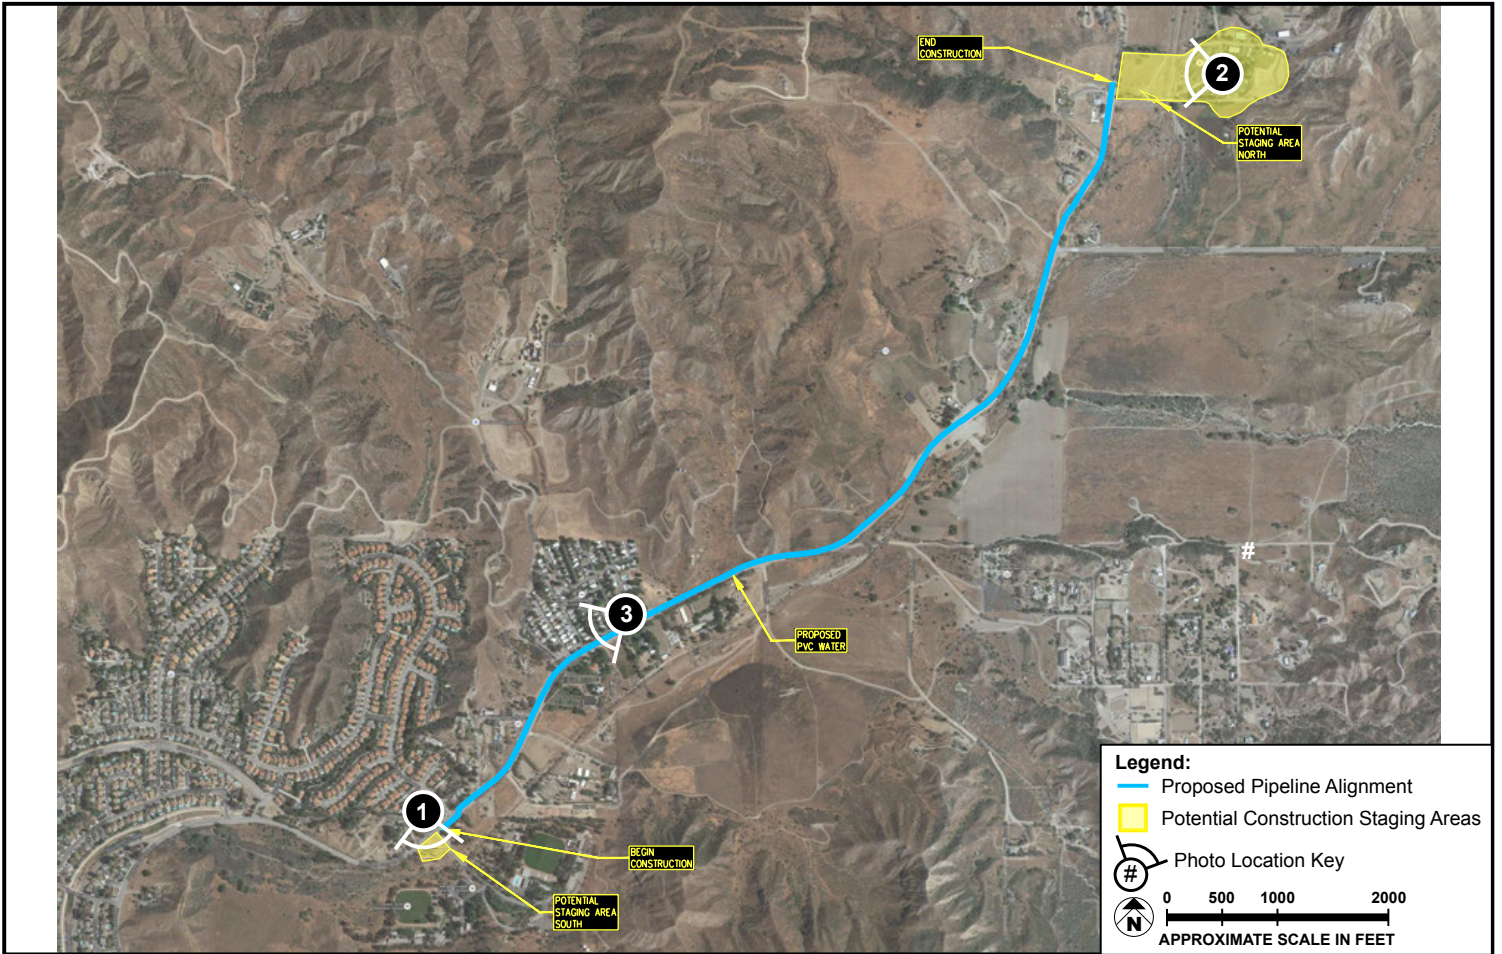 END
CONSTRUCTION
2
POTENTIAL
STAGING AREA
NORTH
#
3
PROPOSED
PVC WATER
1
BEGIN
CONSTRUCTION
POTENTIAL
STAGING AREA
SOUTH
Legend:
Proposed Pipeline Alignment
Potential Construction Staging Areas
# Photo Location Key
N
0 500 1000 2000
APPROXIMATE SCALE IN FEET